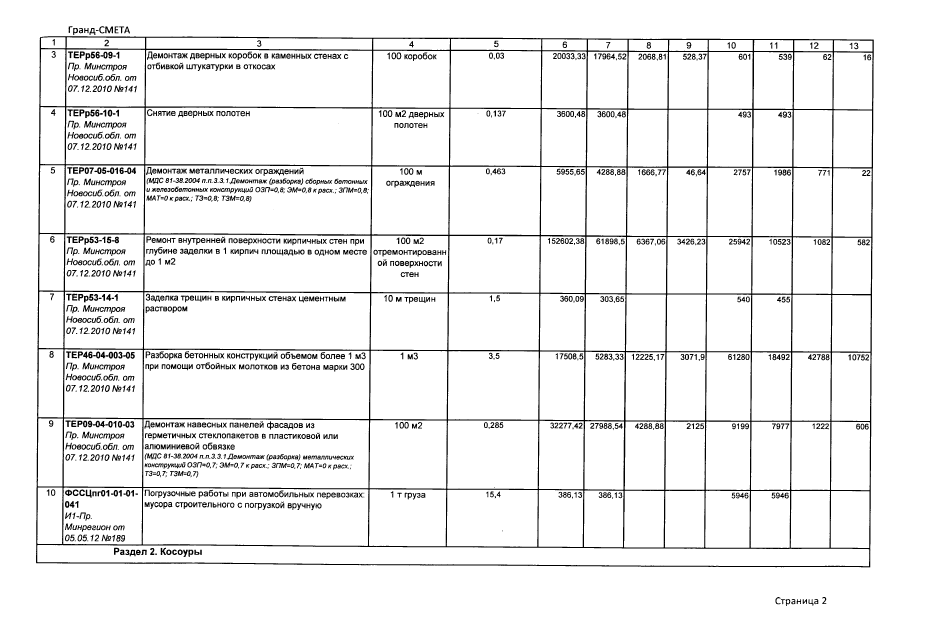 Гранд-СМЕТА
1 2 3 4 5 6 7 8 9 10 11 12 13
3 ТЕРр56-09-1 Демонтаж дверных коробок в каменных стенах с 100 коробок 0,03 20033,33 17964,52 2068,81 528,37 601 539 62 16
Пр. Минстроя отбивкой штукатурки в откосах
Новосиб.обл. от
07.12.2010 №141
4 ТЕРр56-10-1 Снятие дверных полотен 100 м2 дверных 0,137 3600,48 3600,48 493 493
Пр. Минстроя полотен
Новосиб.обл. от
07.12.2010 №141
5 ТЕР07-05-016-04 Демонтаж металлических ограждений 100 м 0,463 5955,65 4288,88 1666,77 46,64 2757 1986 771 22
Пр. Минстроя (МДС 81-38.2004 п.п.3.3.1.Демонтаж (разборка) сборных бетонных ограждения
Новосиб.обл. от и железобетонных конструкций ОЗП=0,8; ЭМ=0,8 к расх.; ЗПМ=0,8;
07.12.2010 №141 МАТ=0 к расх.; ТЗ=0,8; ТЗМ=0,8)
6 ТЕРр53-15-8 Ремонт внутренней поверхности кирпичных стен при 100 м2 0,17 152602,38 61898,5 6367,06 3426,23 25942 10523 1082 582
Пр. Минстроя глубине заделки в 1 кирпич площадью в одном месте отремонтированн
Новосиб.обл. от до 1 м2 ой поверхности
07.12.2010 №141 стен
7 ТЕРр53-14-1 Заделка трещин в кирпичных стенах цементным 10 м трещин 1,5 360,09 303,65 540 455
Пр. Минстроя раствором
Новосиб.обл. от
07.12.2010 №141
8 ТЕР46-04-003-05 Разборка бетонных конструкций объемом более 1 м3 1 м3 3,5 17508,5 5283,33 12225,17 3071,9 61280 18492 42788 10752
Пр. Минстроя при помощи отбойных молотков из бетона марки 300
Новосиб.обл. от
07.12.2010 №141
9 ТЕР09-04-010-03 Демонтаж навесных панелей фасадов из 100 м2 0,285 32277,42 27988,54 4288,88 2125 9199 7977 1222 606
Пр. Минстроя герметичных стеклопакетов в пластиковой или
Новосиб.обл. от алюминиевой обвязке
07.12.2010 №141 (МДС 81-38.2004 п.п.3.3.1.Демонтаж (разборка) металлических
конструкций ОЗП=0,7; ЭМ=0,7 к расх.; ЗПМ=0,7; МАТ=0 к расх.;
ТЗ=0,7; ТЗМ=0,7)
10 ФССЦпг01-01-01- Погрузочные работы при автомобильных перевозках: 1 т груза 15,4 386,13 386,13 5946 5946
041 мусора строительного с погрузкой вручную
И1-Пр.
Минрегион от
05.05.12 №189
Раздел 2. Косоуры
Страница 2